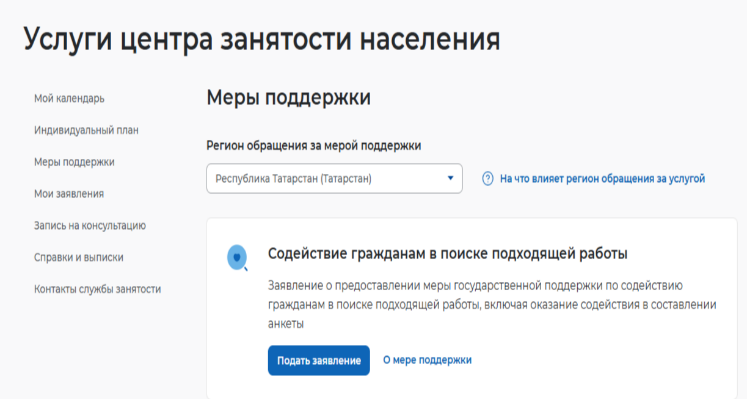 Услуги центра занятости населения
Мой календарь
Индивидуальный план
Меры поддержки
Мои заявления
Запись на консультацию
Справки и выписки
Контакты службы занятости
Меры поддержки
Регион обращения за мерой поддержки
Республика Татарстан (Татарстан)
На что влияет регион обращения за услугой
Содействие гражданам в поиске подходящей работы
Заявление о предоставлении меры государственной поддержки по содействию
гражданам в поиске подходящей работы, включая оказание содействия в составлении
анкеты
Подать заявление
О мере поддержки